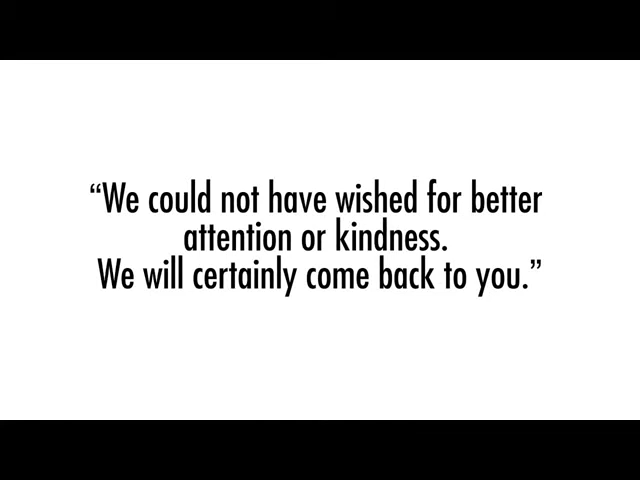 “We could not have wished for better
attention or kindness.
We will certainly come back to you.”